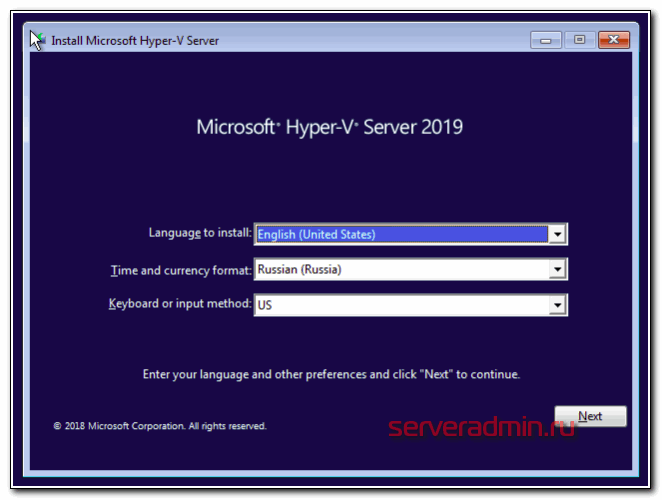 Install Microsoft Hyper-V Server
Microsoft® Hyper-V® Server 2019
Language to install: English (United States)
Time and currency format: Russian (Russia)
Keyboard or input method: US
Enter your language and other preferences and click "Next" to continue.
Next
© 2018 Microsoft Corporation. All rights reserved.
serveradmin.ru